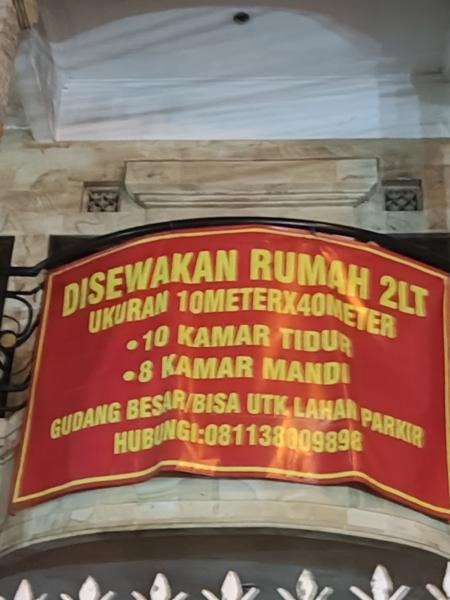 DISEWAKAN RUMAH 2LT
UKURAN 10METERX40METER
•10 KAMAR TIDUR
•8 KAMAR MANDI
GUDANG BESAR/BISA UTK LAHAN PARKIR
HUBUNGI:081138009898